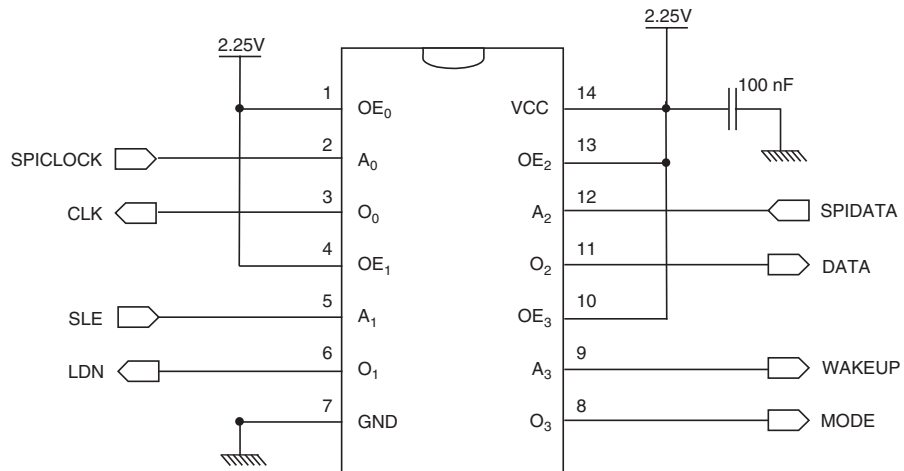 2.25V
2.25V
100 nF
1 OE₀
VCC 14
SPICLOCK 2 A₀
OE₂ 13
CLK 3 O₀
A₂ 12 SPIDATA
4 OE₁
O₂ 11 DATA
SLE 5 A₁
OE₃ 10
LDN 6 O₁
A₃ 9 WAKEUP
7 GND
O₃ 8 MODE